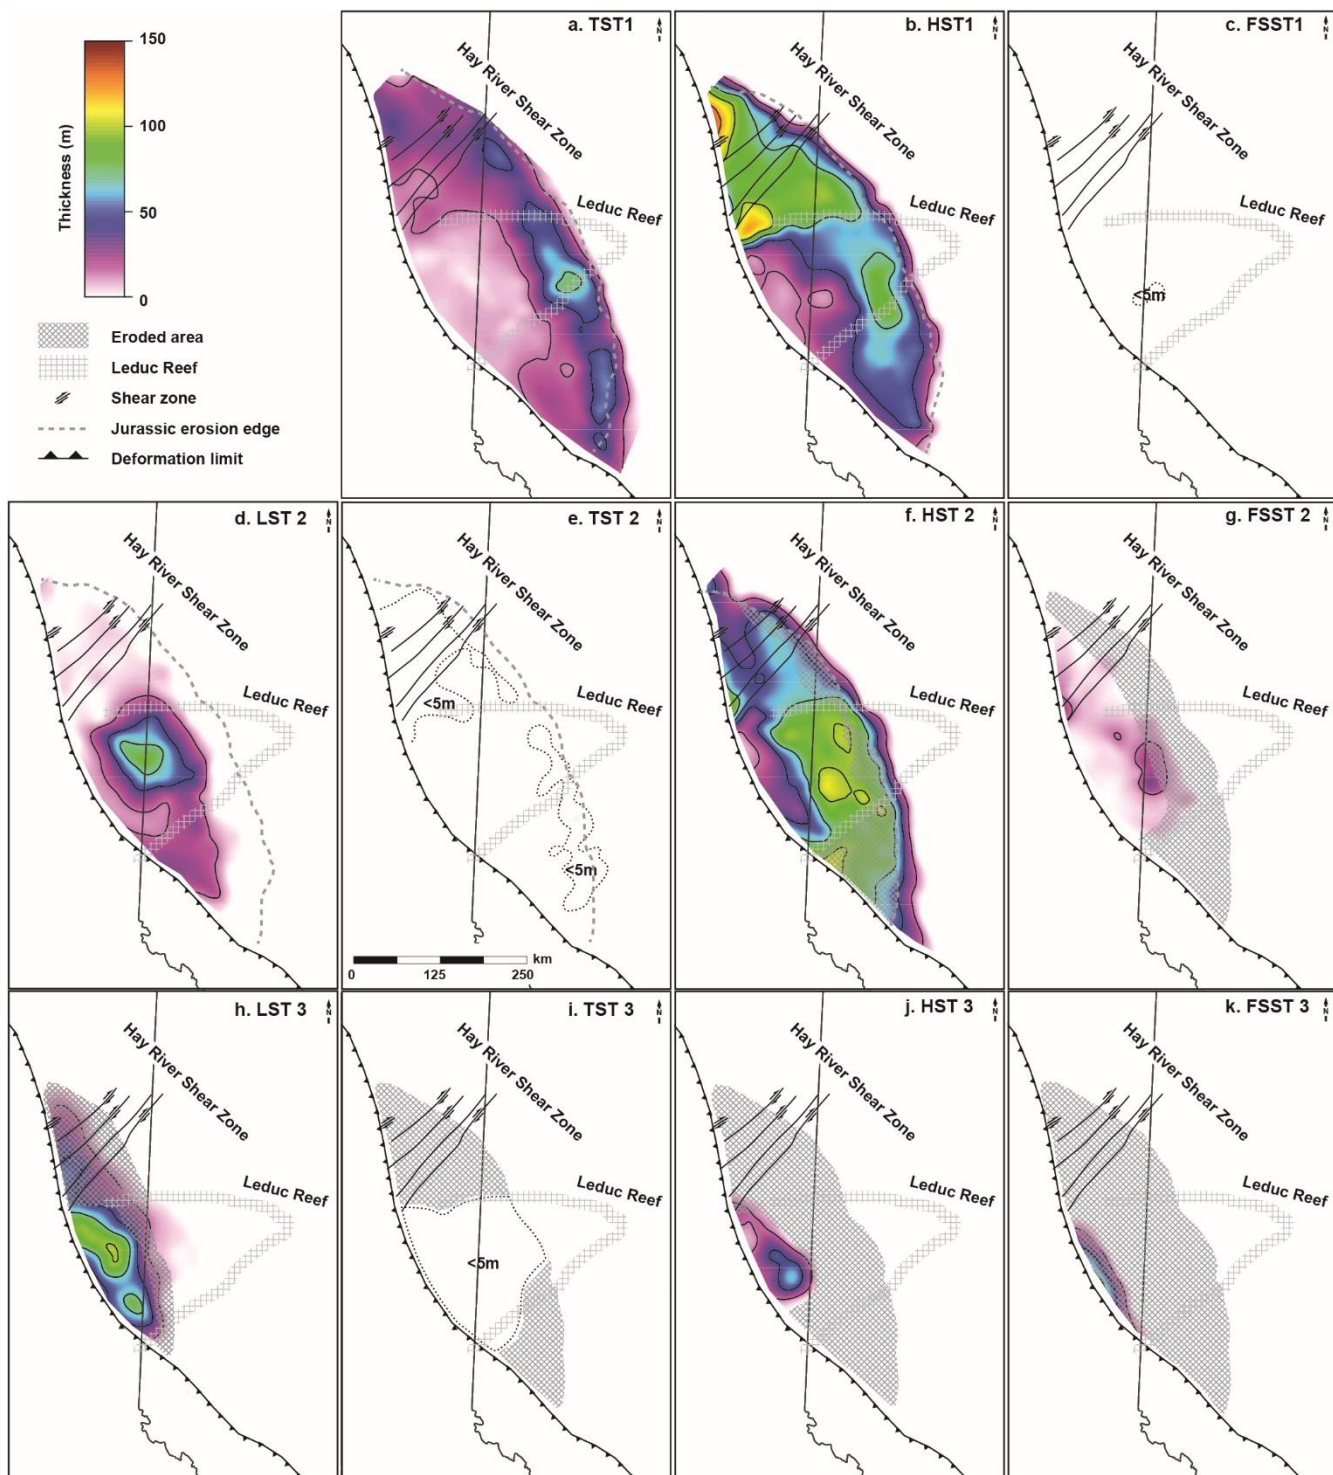 150
100
50
0
Thickness (m)
Eroded area
Leduc Reef
Shear zone
Jurassic erosion edge
Deformation limit
a. TST1
N
Hay River Shear Zone
Leduc Reef
b. HST1
N
Hay River Shear Zone
Leduc Reef
c. FSST1
N
Hay River Shear Zone
Leduc Reef
<5m
d. LST 2
N
Hay River Shear Zone
Leduc Reef
e. TST 2
N
Hay River Shear Zone
Leduc Reef
<5m
<5m
km
0 125 250
f. HST 2
N
Hay River Shear Zone
Leduc Reef
g. FSST 2
N
Hay River Shear Zone
Leduc Reef
h. LST 3
N
Hay River Shear Zone
Leduc Reef
i. TST 3
N
Hay River Shear Zone
Leduc Reef
<5m
j. HST 3
N
Hay River Shear Zone
Leduc Reef
k. FSST 3
N
Hay River Shear Zone
Leduc Reef